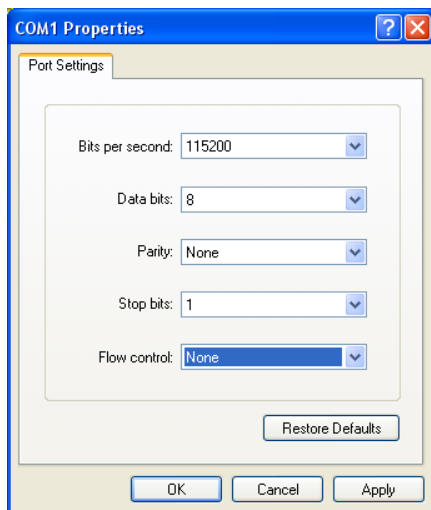 COM1 Properties
Port Settings
Bits per second: 115200
Data bits: 8
Parity: None
Stop bits: 1
Flow control: None
Restore Defaults
OK Cancel Apply